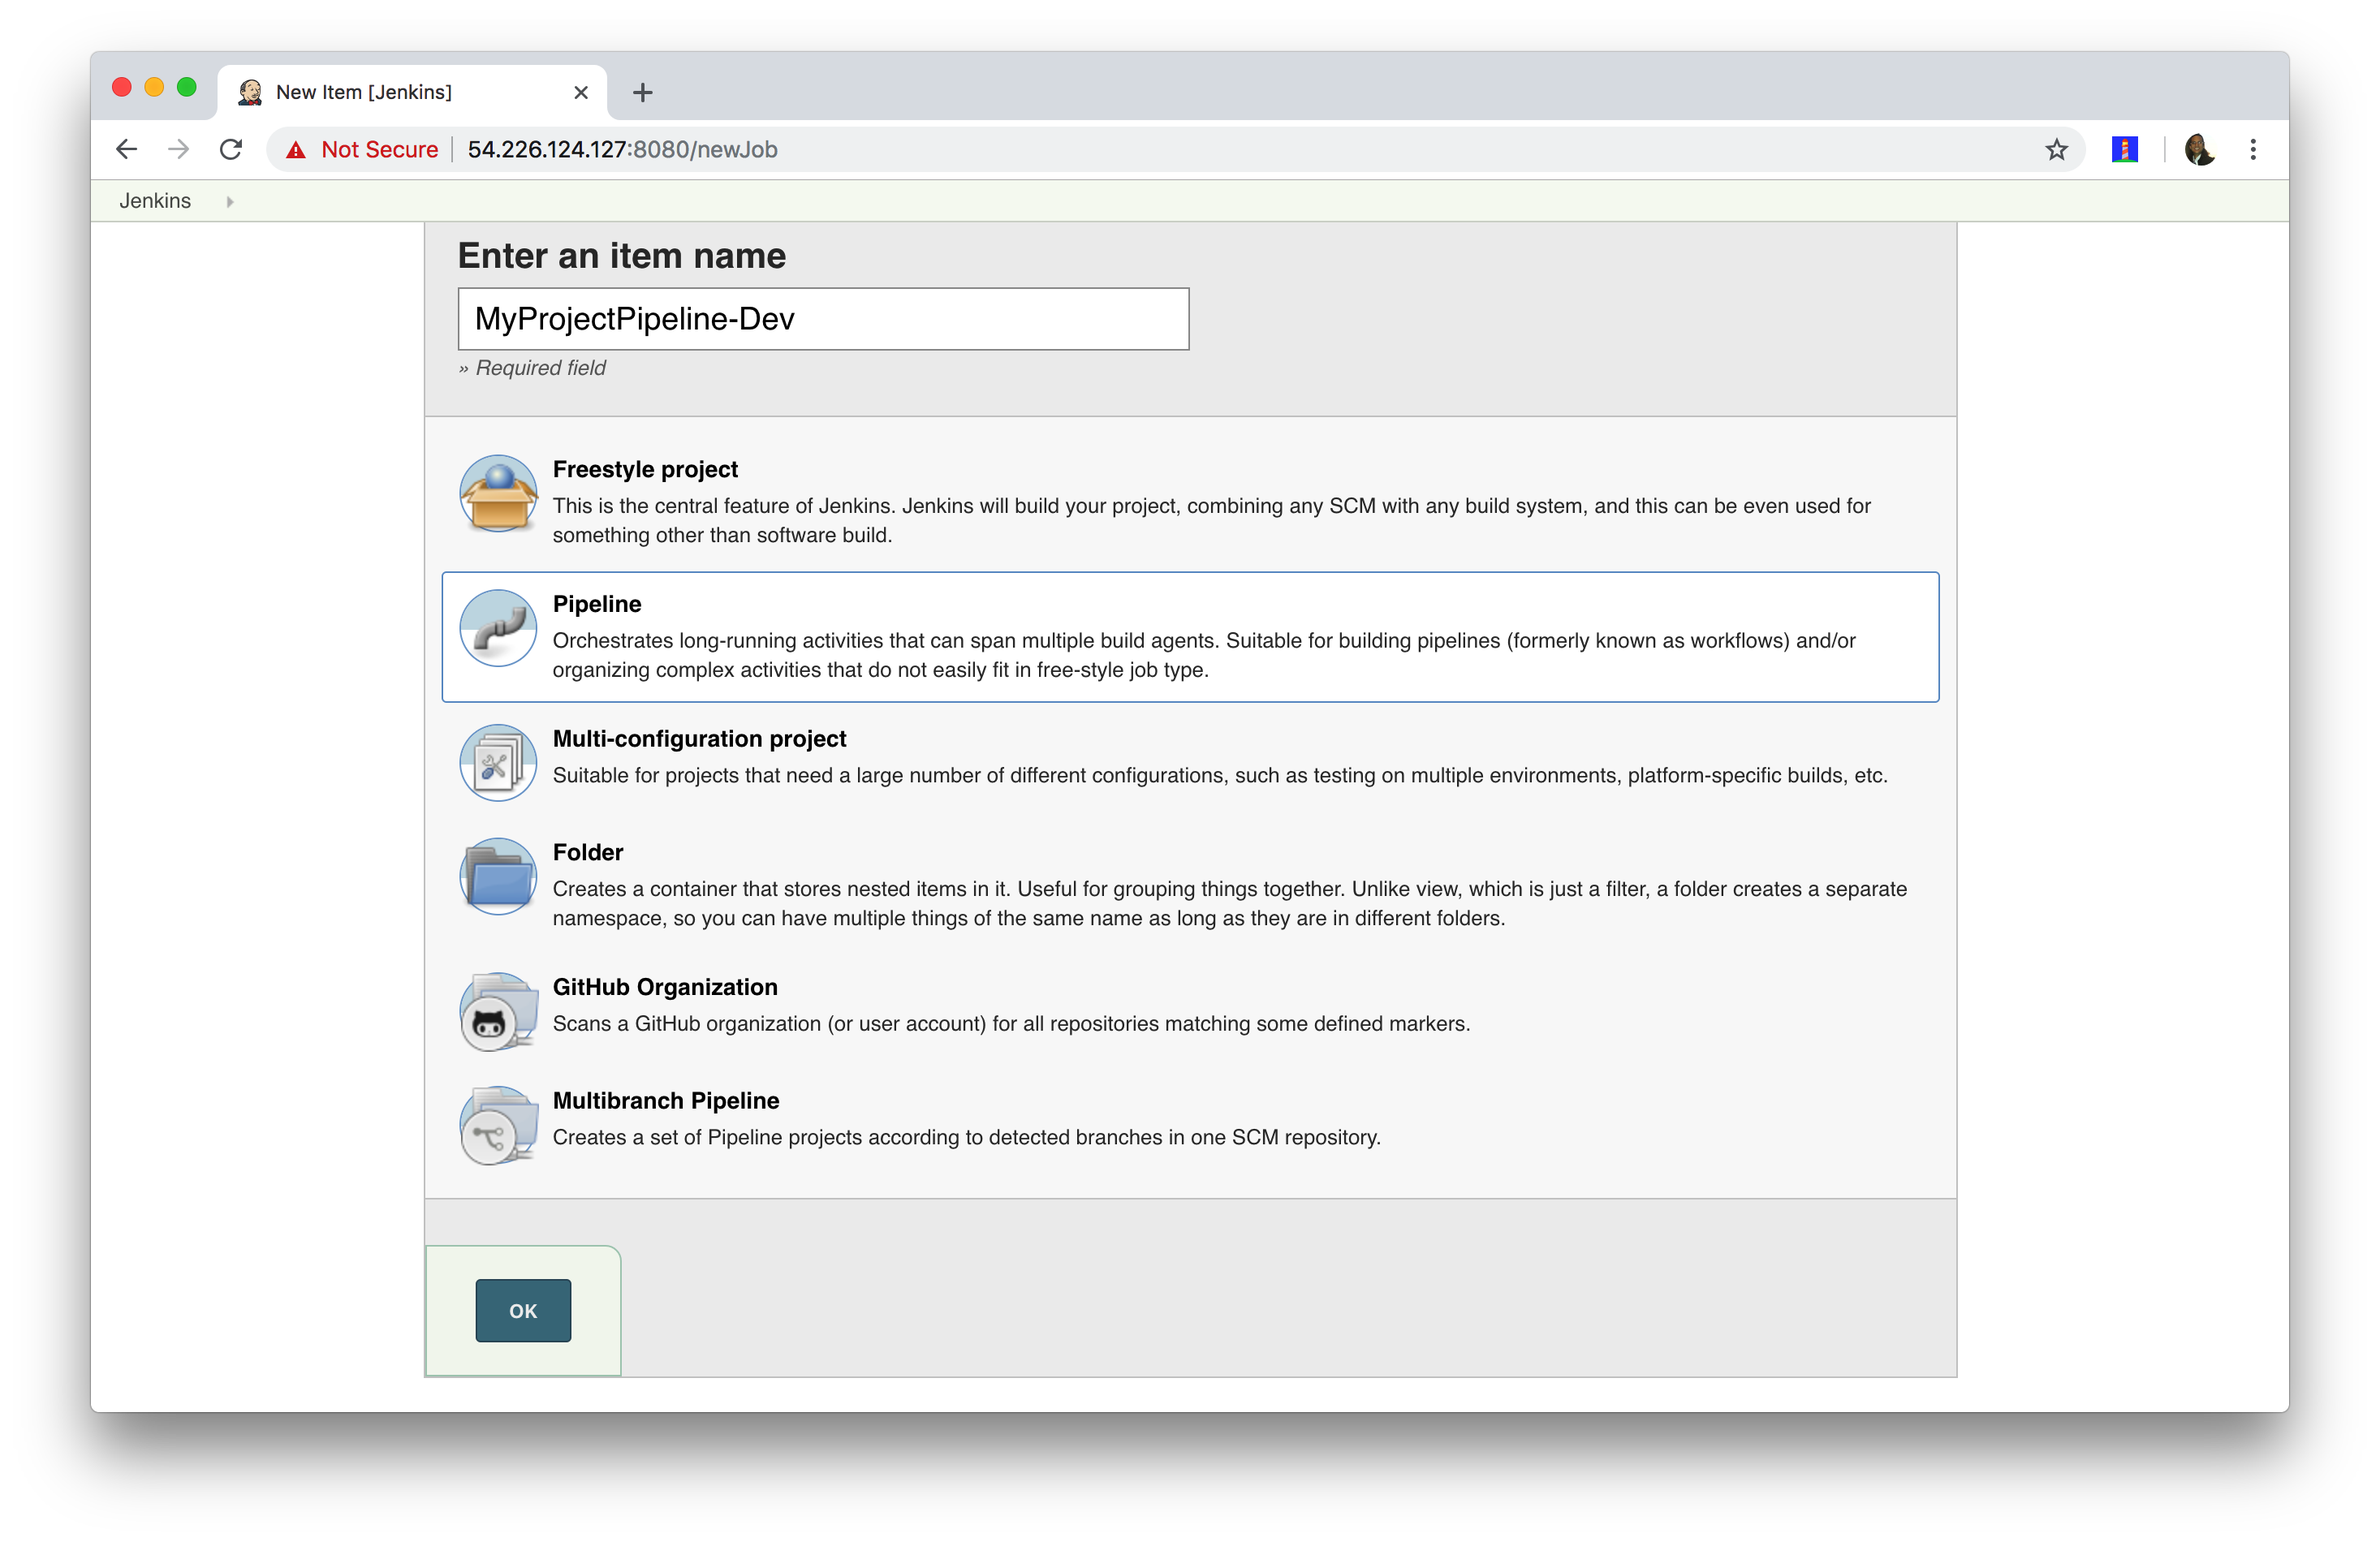 New Item [Jenkins]
Not Secure 54.226.124.127:8080/newJob
Jenkins
Enter an item name
MyProjectPipeline-Dev
» Required field
Freestyle project
This is the central feature of Jenkins. Jenkins will build your project, combining any SCM with any build system, and this can be even used for
something other than software build.
Pipeline
Orchestrates long-running activities that can span multiple build agents. Suitable for building pipelines (formerly known as workflows) and/or
organizing complex activities that do not easily fit in free-style job type.
Multi-configuration project
Suitable for projects that need a large number of different configurations, such as testing on multiple environments, platform-specific builds, etc.
Folder
Creates a container that stores nested items in it. Useful for grouping things together. Unlike view, which is just a filter, a folder creates a separate
namespace, so you can have multiple things of the same name as long as they are in different folders.
GitHub Organization
Scans a GitHub organization (or user account) for all repositories matching some defined markers.
Multibranch Pipeline
Creates a set of Pipeline projects according to detected branches in one SCM repository.
OK